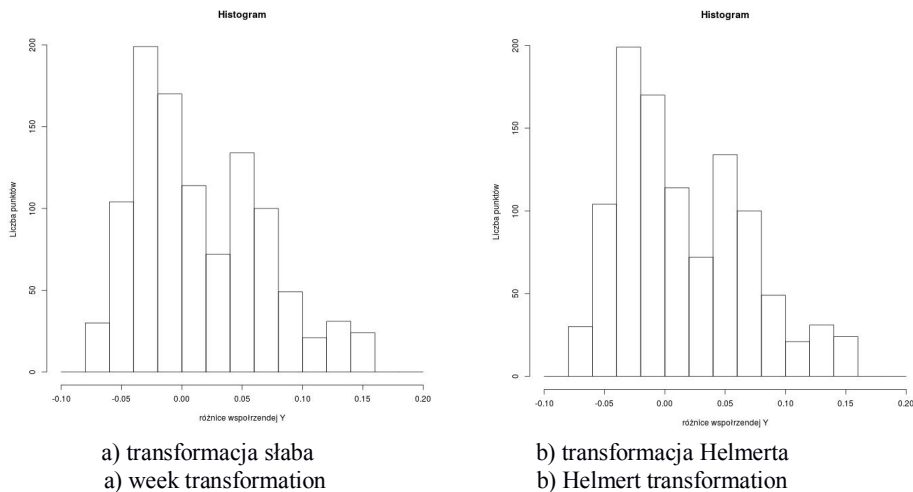 Histogram
Liczba punktów
200
150
100
50
0
-0.10 -0.05 0.00 0.05 0.10 0.15 0.20
różnice wspołrzendej Y
a) transformacja słaba
a) week transformation
Histogram
Liczba punktów
200
150
100
50
0
-0.10 -0.05 0.00 0.05 0.10 0.15 0.20
różnice wspołrzendej Y
b) transformacja Helmerta
b) Helmert transformation